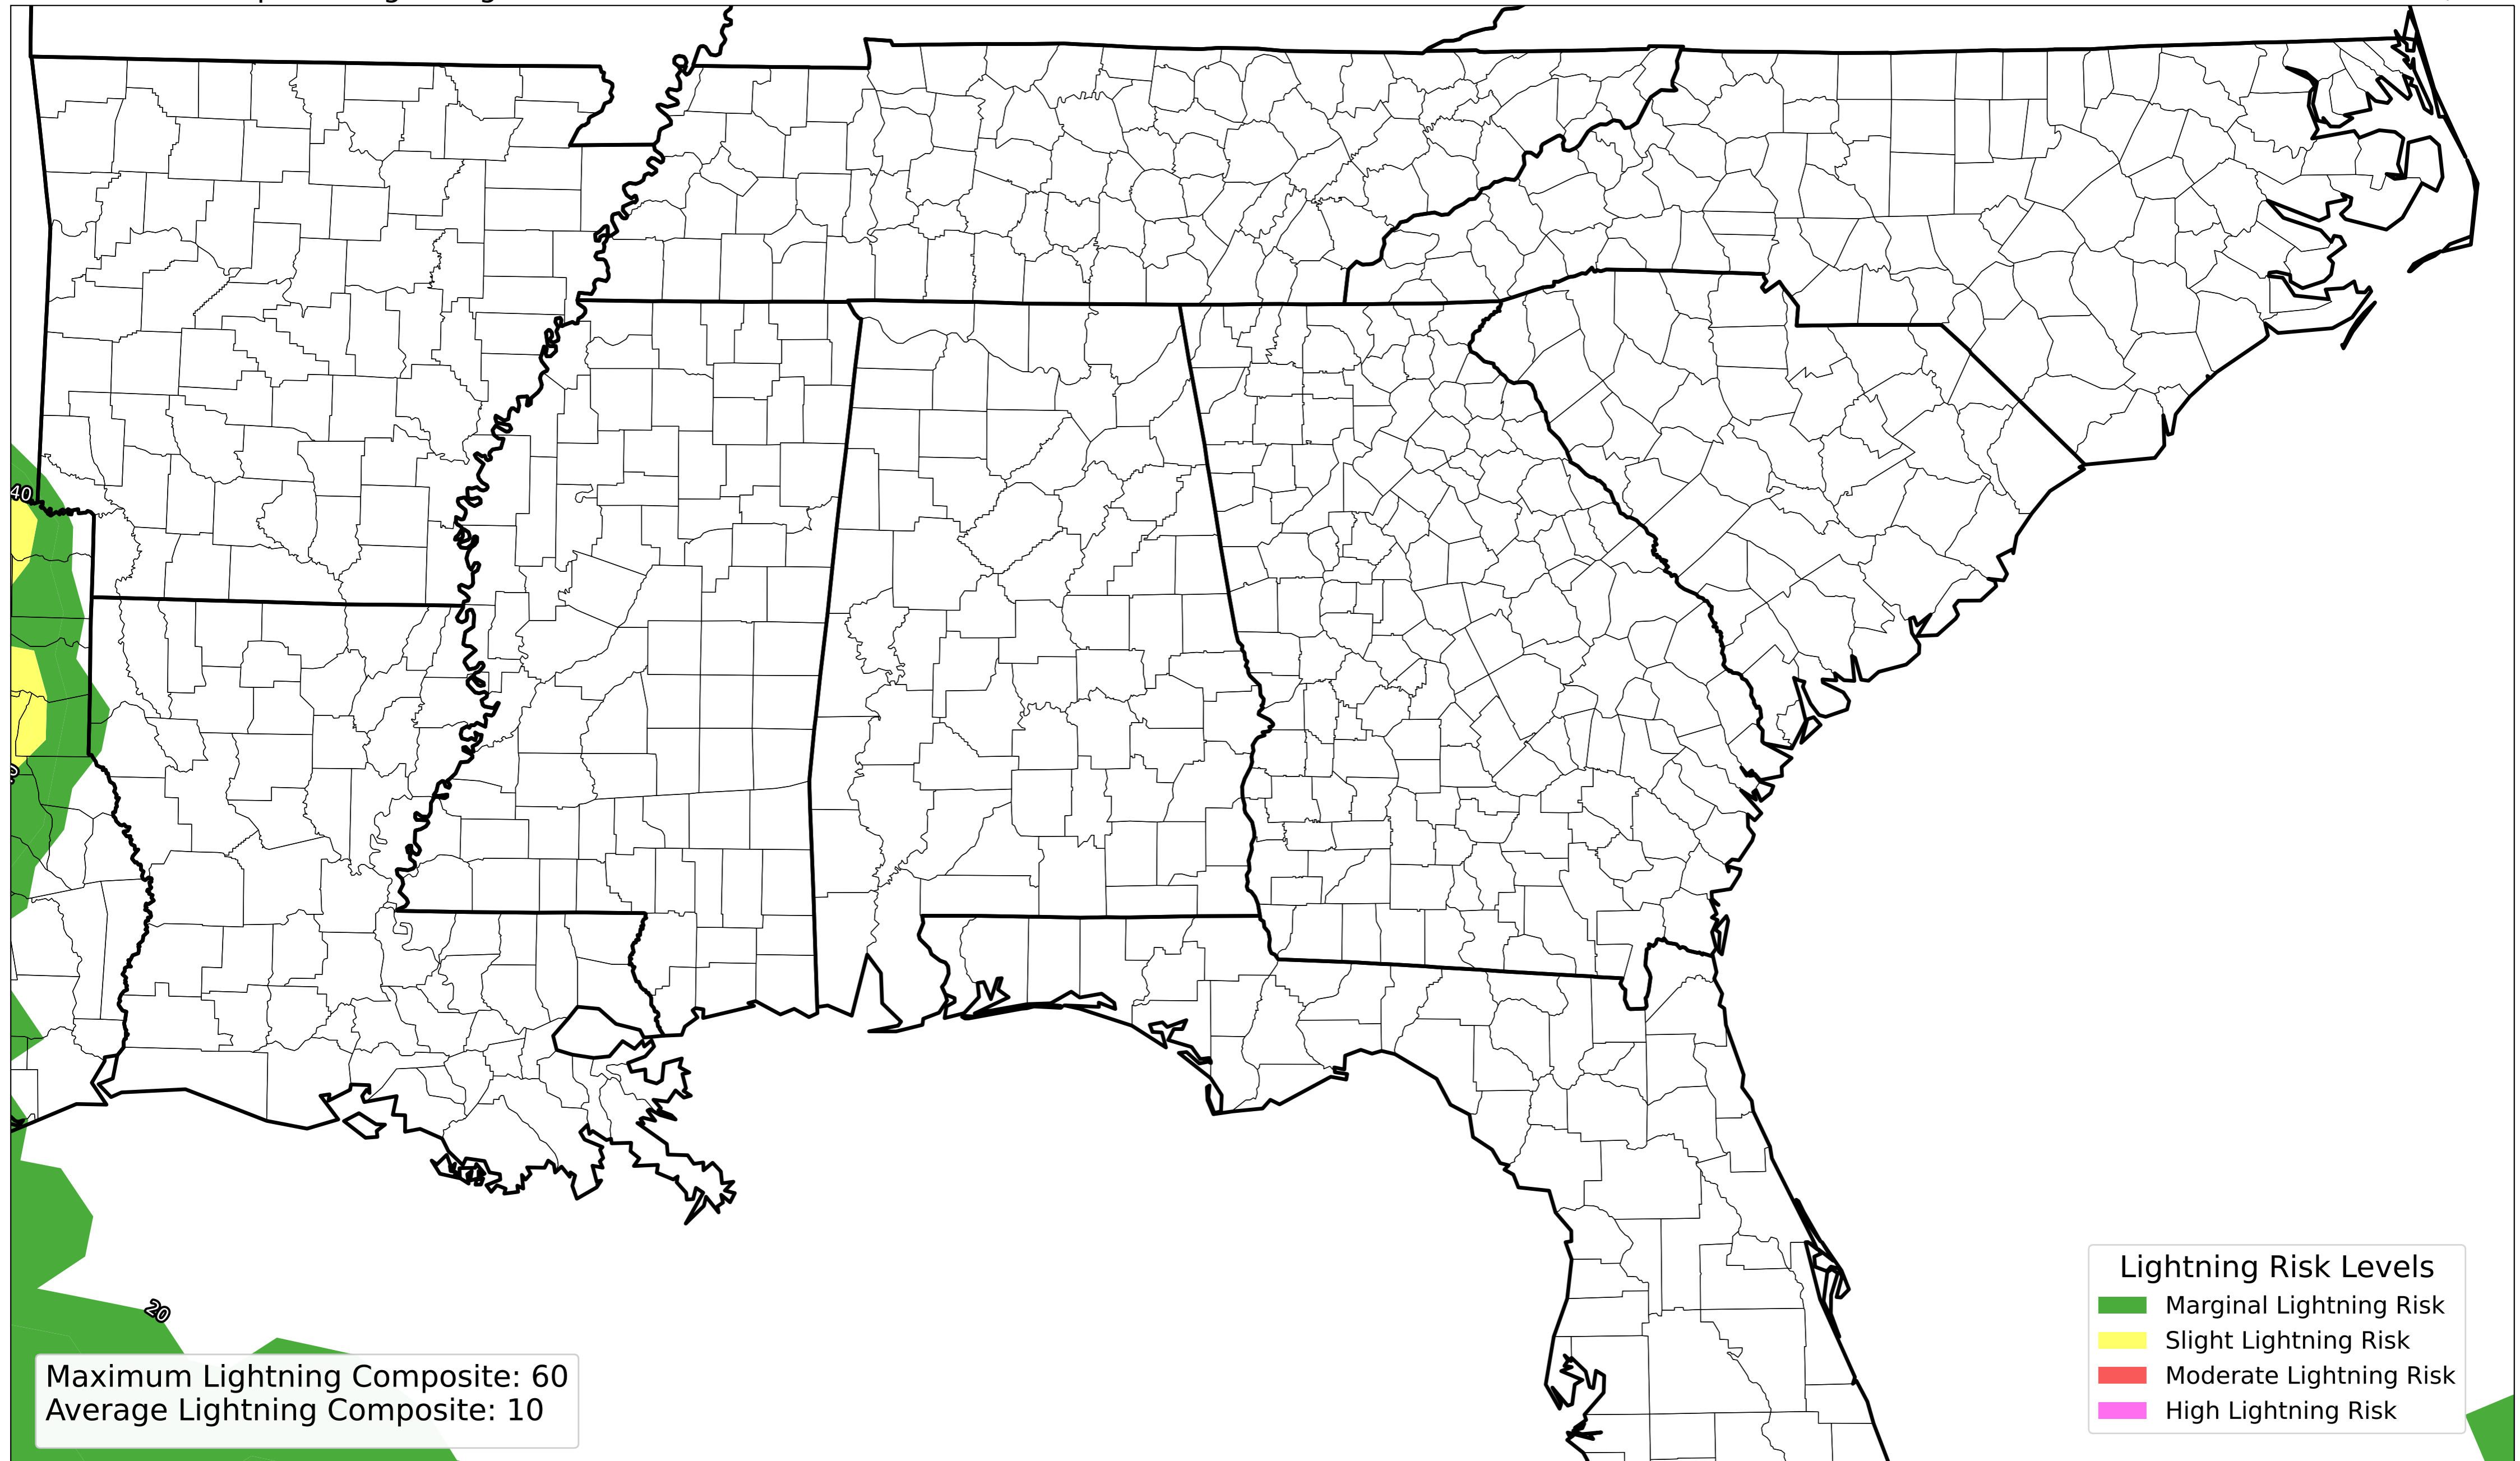 40
20
Lightning Risk Levels
Marginal Lightning Risk
Slight Lightning Risk
Moderate Lightning Risk
High Lightning Risk
Maximum Lightning Composite: 60
Average Lightning Composite: 10